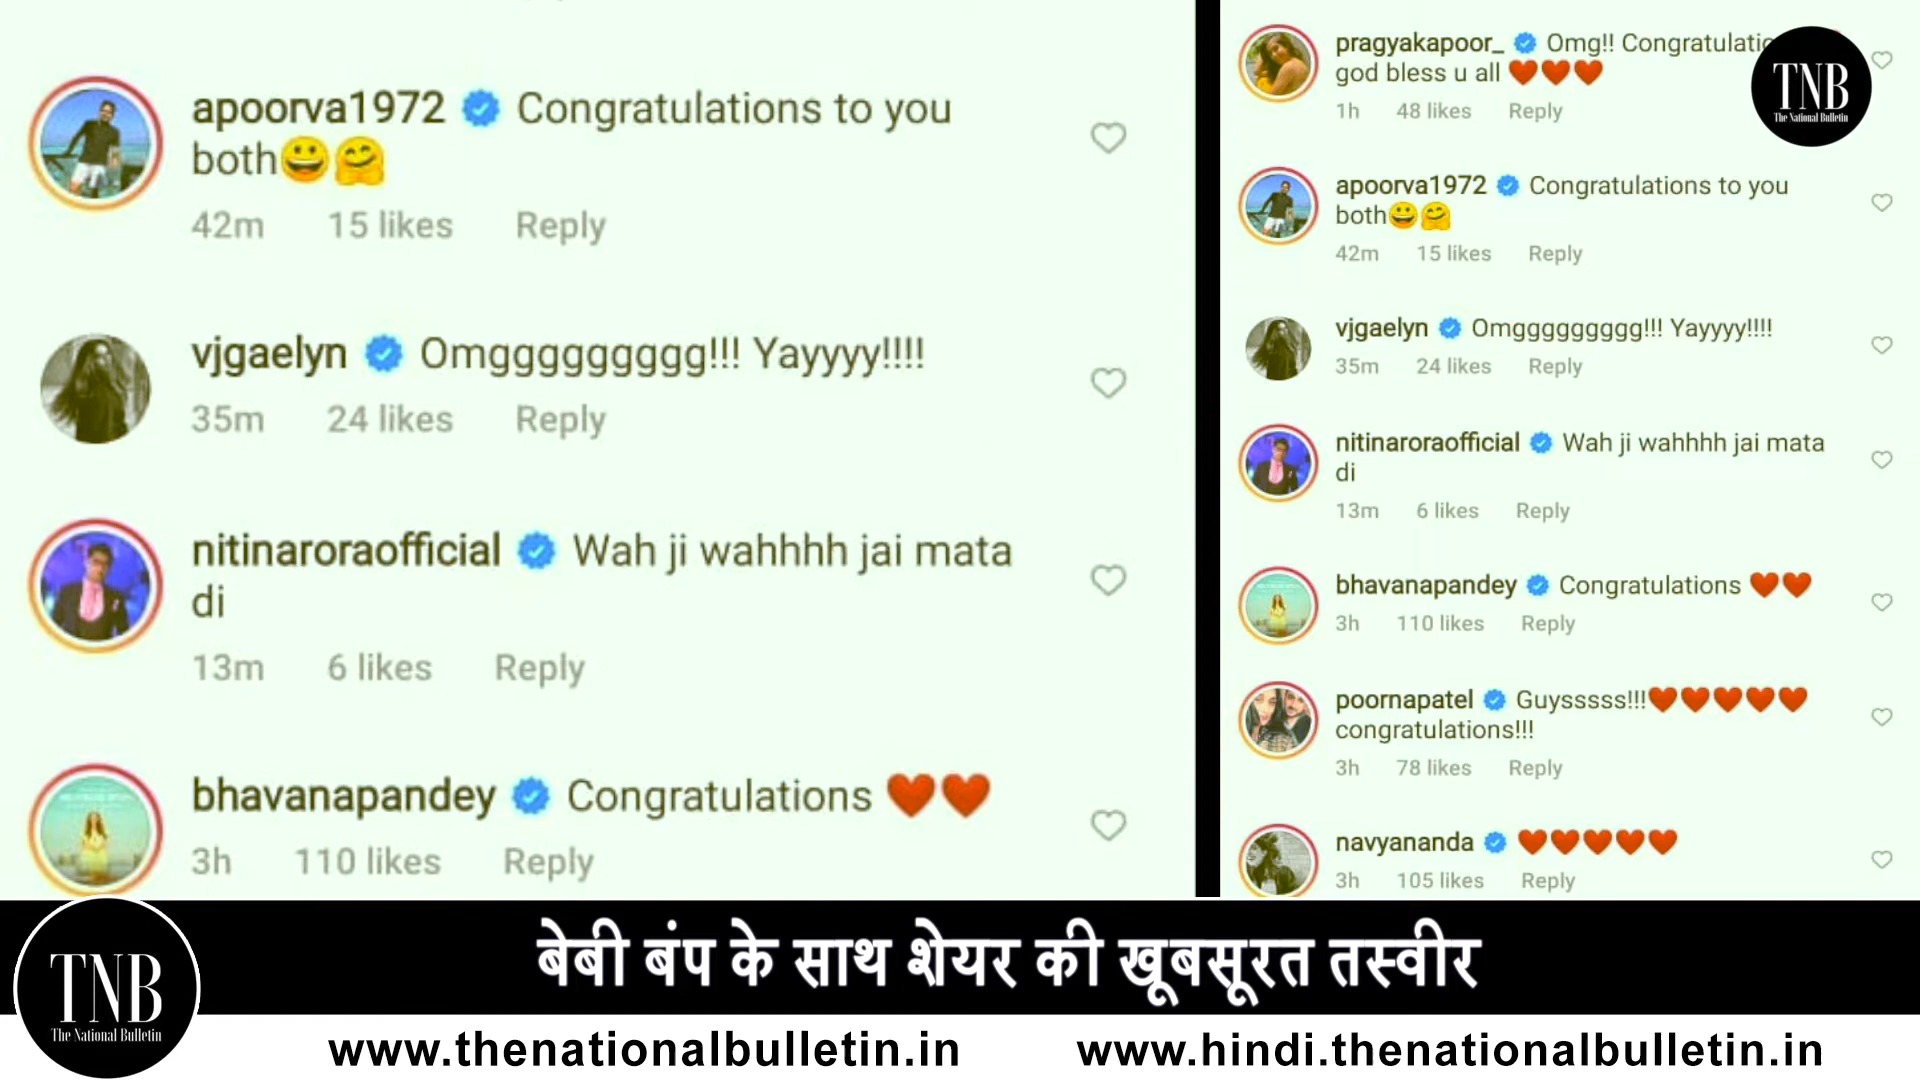 apoorva1972 Congratulations to you
both😀🤗
42m 15 likes Reply
vjgaelyn Omgggggggggg!!! Yayyyy!!!!
35m 24 likes Reply
nitinaroraofficial Wah ji wahhhh jai mata
di
13m 6 likes Reply
bhavanapandey Congratulations ❤️❤️
3h 110 likes Reply
pragyakapoor_ Omg!!
god bless u all ❤️❤️❤️
1h 48 likes Reply
apoorva1972 Congratulations to you
both😀🤗
42m 15 likes Reply
vjgaelyn Omgggggggggg!!! Yayyyy!!!!
35m 24 likes Reply
nitinaroraofficial Wah ji wahhhh jai mata
di
13m 6 likes Reply
bhavanapandey Congratulations ❤️❤️
3h 110 likes Reply
poornapatel Guysssss!!!❤️❤️❤️❤️❤️
congratulations!!!
3h 78 likes Reply
navyananda ❤️❤️❤️❤️❤️
3h 105 likes Reply
TNB
The National Bulletin
बेबी बंप के साथ शेयर की खूबसूरत तस्वीर
TNB
The National Bulletin
www.thenationalbulletin.in www.hindi.thenationalbulletin.in